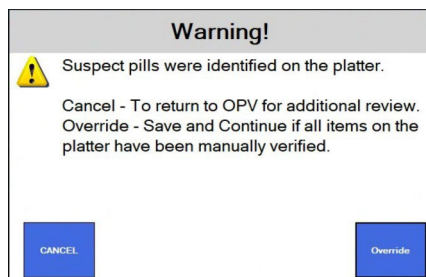 Warning!
Suspect pills were identified on the platter.
Cancel - To return to OPV for additional review.
Override - Save and Continue if all items on the
platter have been manually verified.
CANCEL
Override